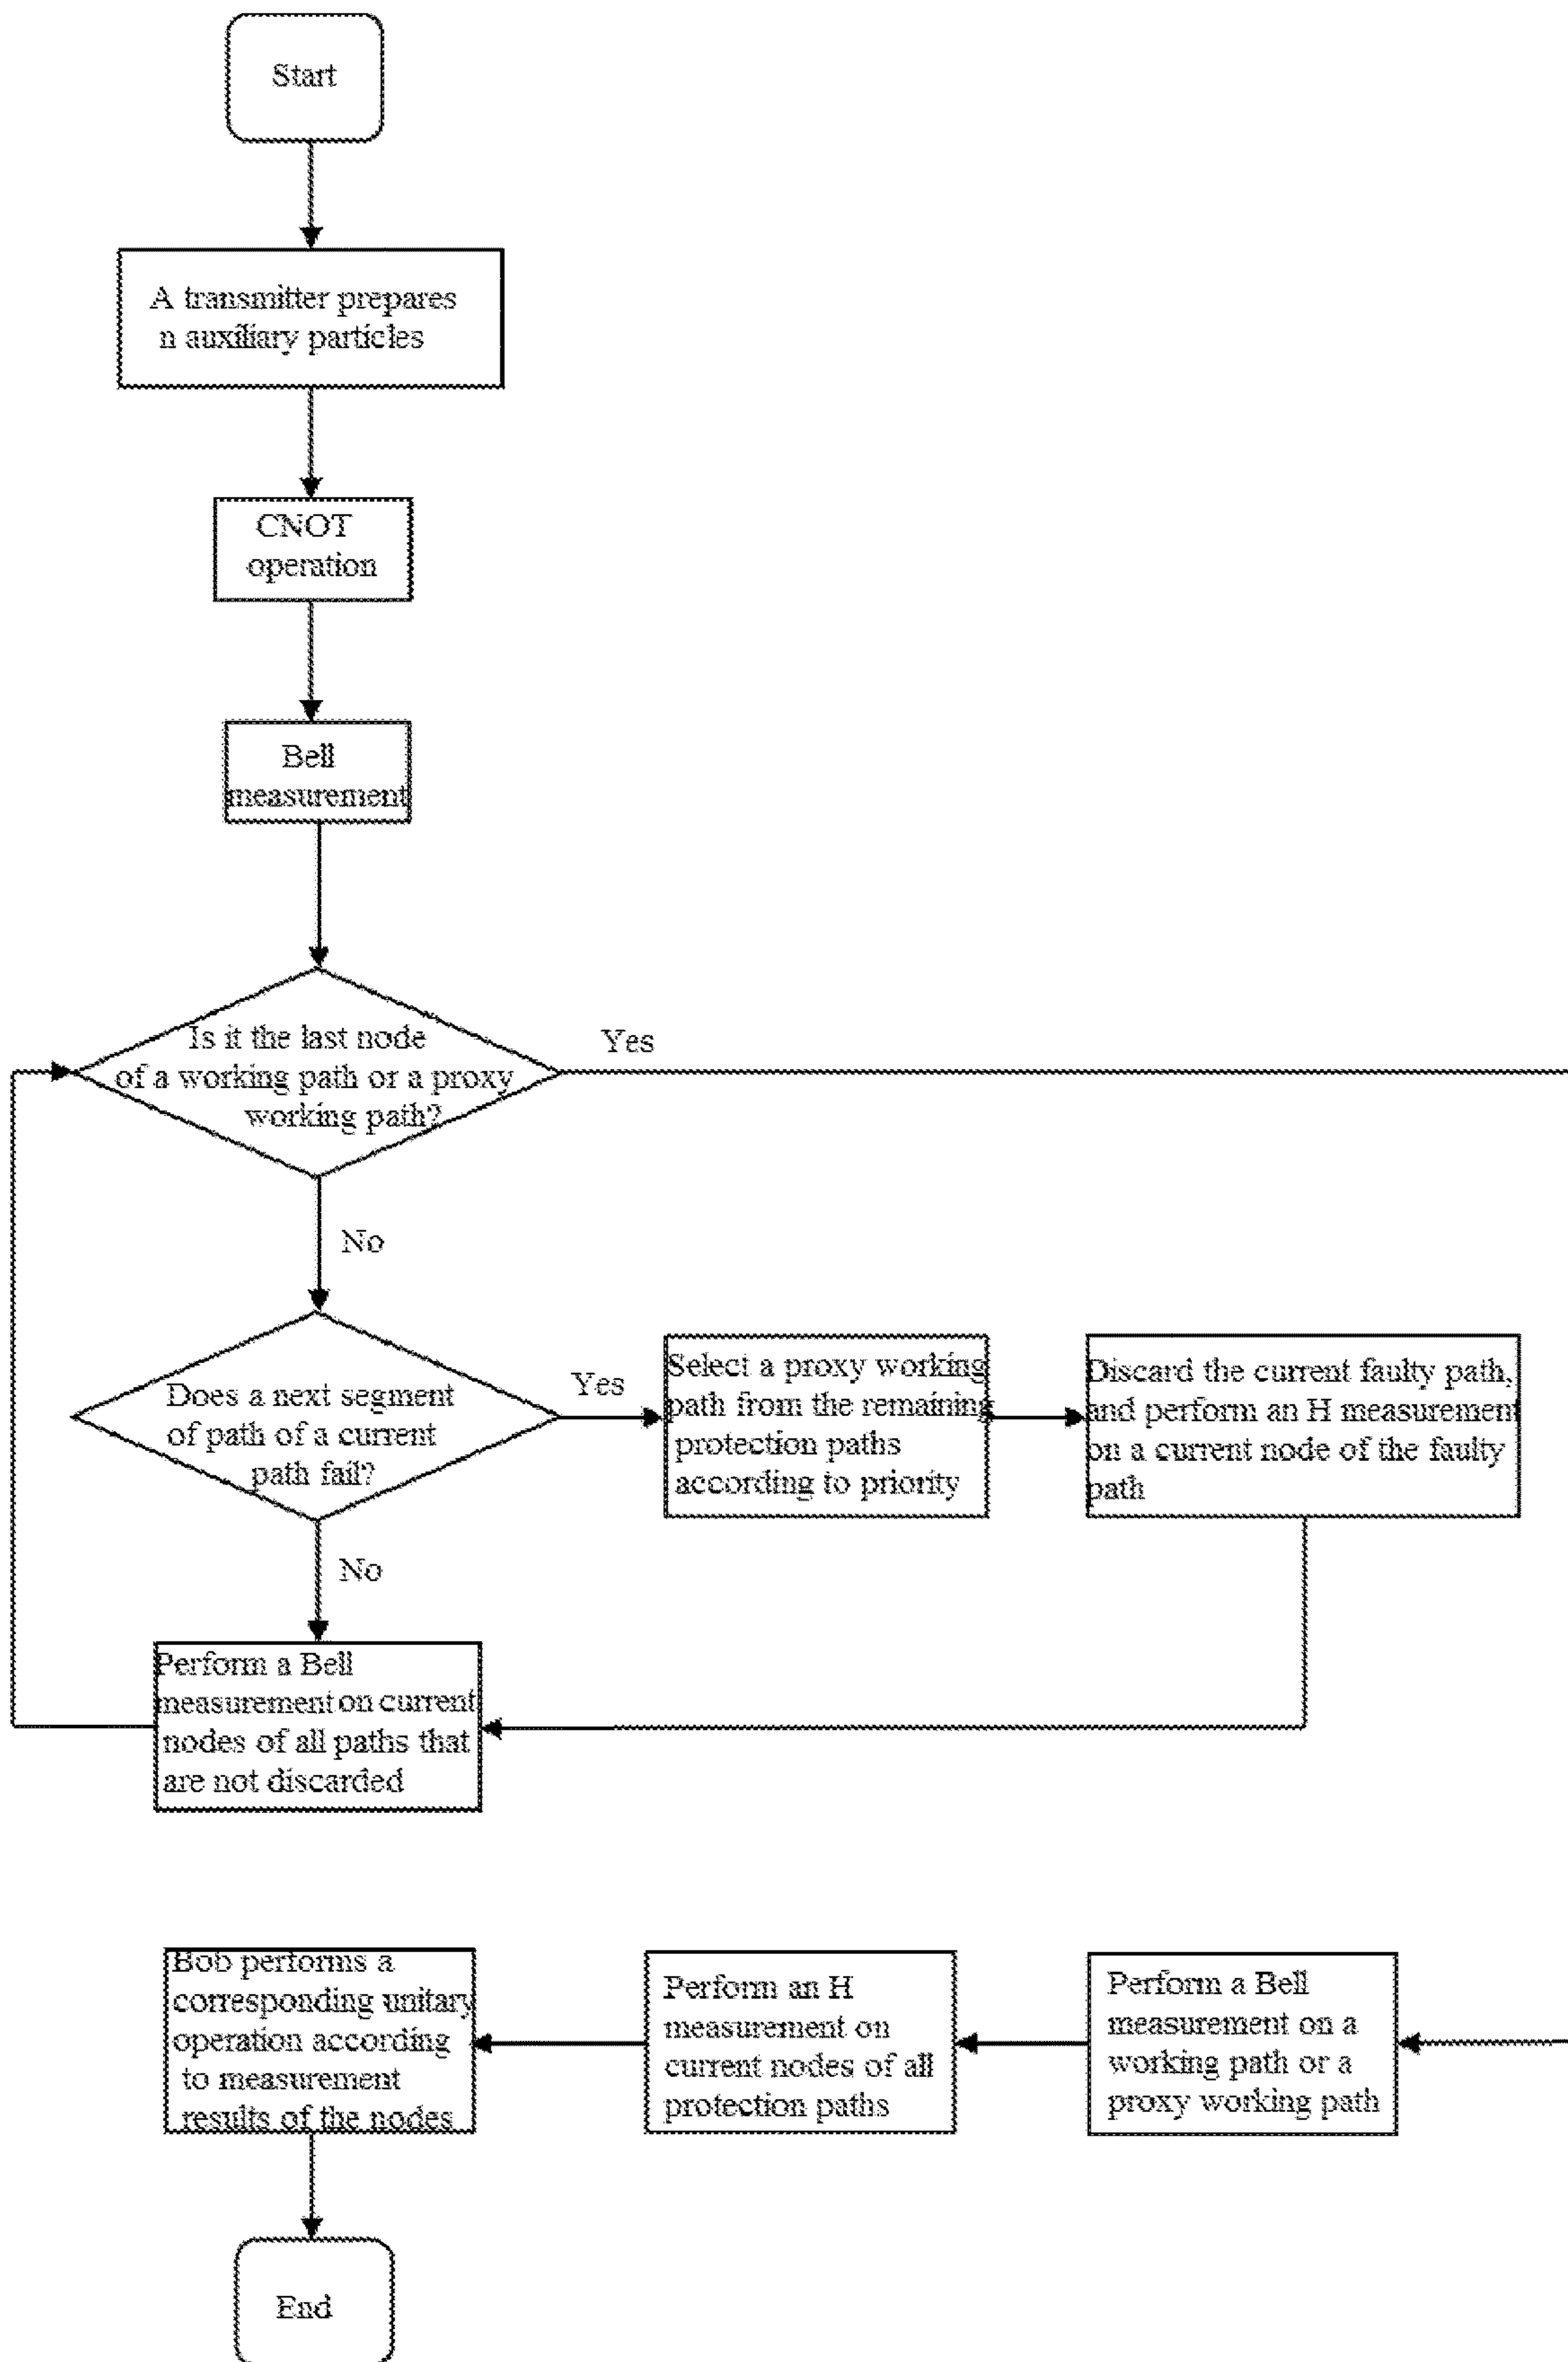 Start
A transmitter prepares
n auxiliary particles
CNOT
operation
Bell
measurement
Is it the last node
of a working path or a proxy
working path?
Yes
No
Does a next segment
of path of a current
path fail?
Yes
Select a proxy working
path from the remaining
protection paths
according to priority
Discard the current faulty path,
and perform an H measurement
on a current node of the faulty
path
No
Perform a Bell
measurement on current
nodes of all paths that
are not discarded
Bob performs a
corresponding unitary
operation according
to measurement
results of the nodes
Perform an H
measurement on
current nodes of all
protection paths
Perform a Bell
measurement on a
working path or a
proxy working path
End